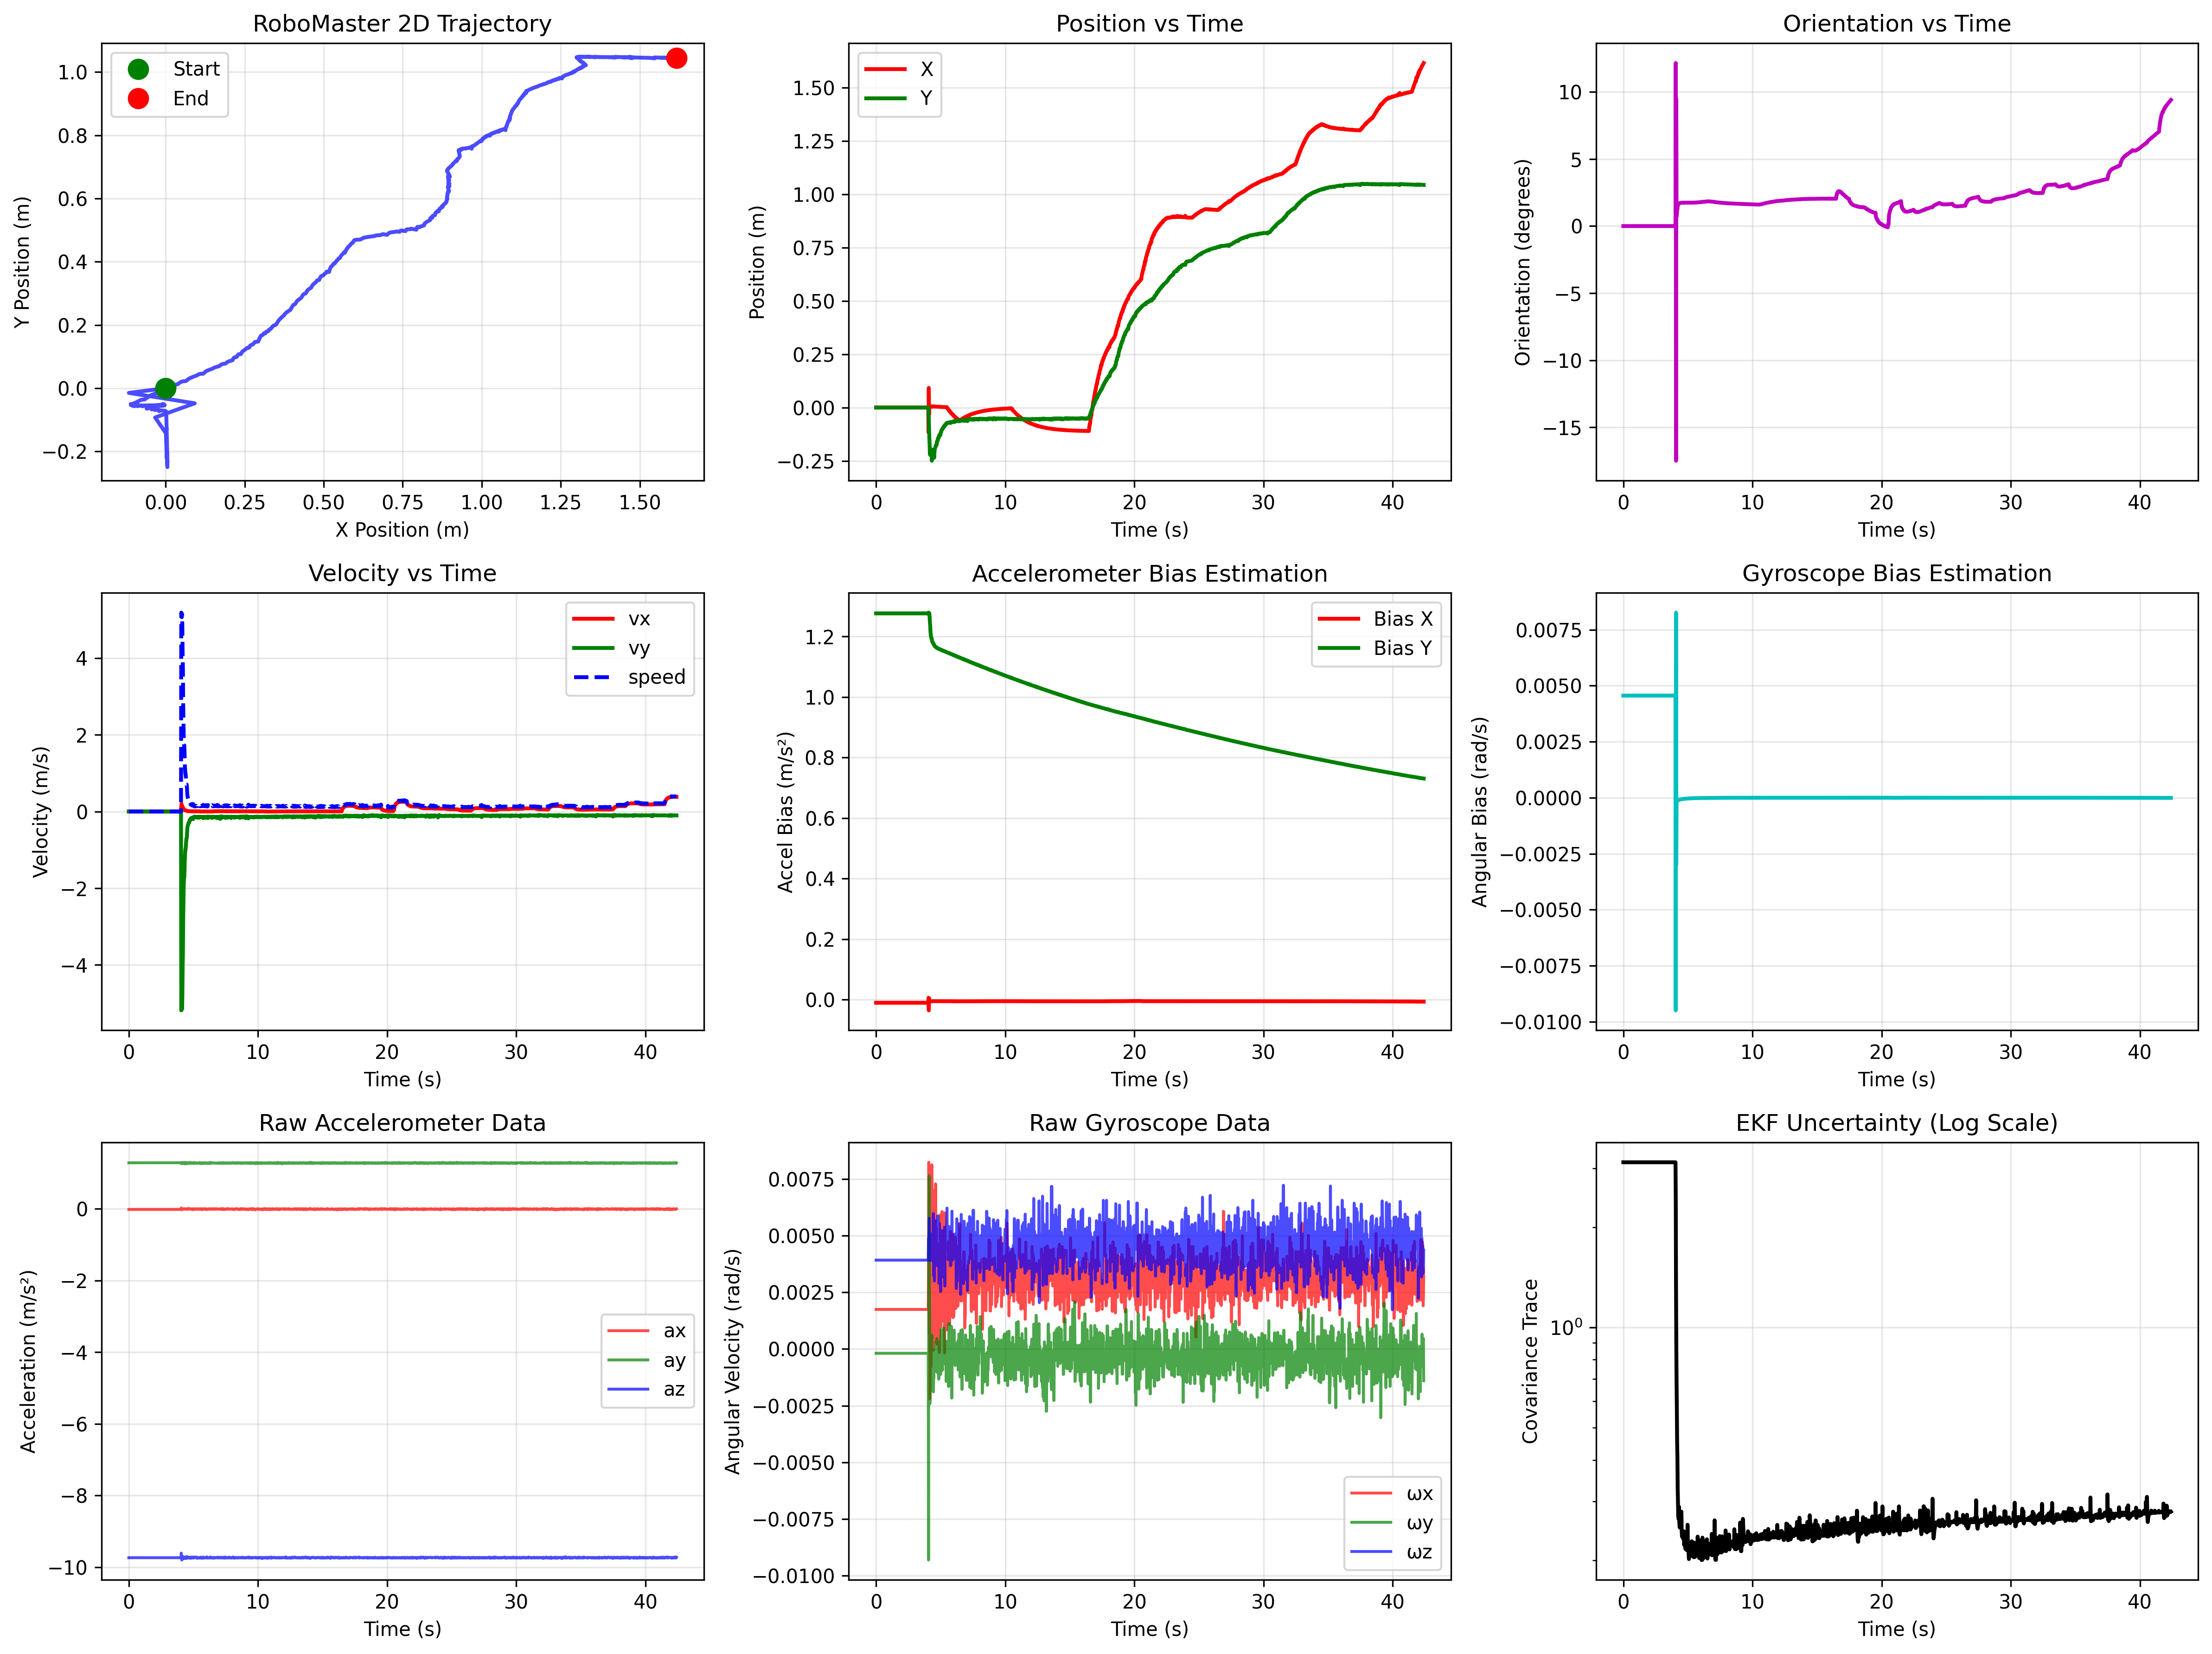 RoboMaster 2D Trajectory
Start
End
1.0
0.8
0.6
0.4
0.2
0.0
−0.2
Y Position (m)
0.00 0.25 0.50 0.75 1.00 1.25 1.50
X Position (m)
Position vs Time
X
Y
1.50
1.25
1.00
0.75
0.50
0.25
0.00
−0.25
Position (m)
0 10 20 30 40
Time (s)
Orientation vs Time
10
5
0
−5
−10
−15
Orientation (degrees)
0 10 20 30 40
Time (s)
Velocity vs Time
vx
vy
speed
4
2
0
−2
−4
Velocity (m/s)
0 10 20 30 40
Time (s)
Accelerometer Bias Estimation
Bias X
Bias Y
1.2
1.0
0.8
0.6
0.4
0.2
0.0
Accel Bias (m/s²)
0 10 20 30 40
Time (s)
Gyroscope Bias Estimation
0.0075
0.0050
0.0025
0.0000
−0.0025
−0.0050
−0.0075
−0.0100
Angular Bias (rad/s)
0 10 20 30 40
Time (s)
Raw Accelerometer Data
0
−2
−4
−6
−8
−10
Acceleration (m/s²)
ax
ay
az
0 10 20 30 40
Time (s)
Raw Gyroscope Data
0.0075
0.0050
0.0025
0.0000
−0.0025
−0.0050
−0.0075
−0.0100
Angular Velocity (rad/s)
ωx
ωy
ωz
0 10 20 30 40
Time (s)
EKF Uncertainty (Log Scale)
10⁰
Covariance Trace
0 10 20 30 40
Time (s)